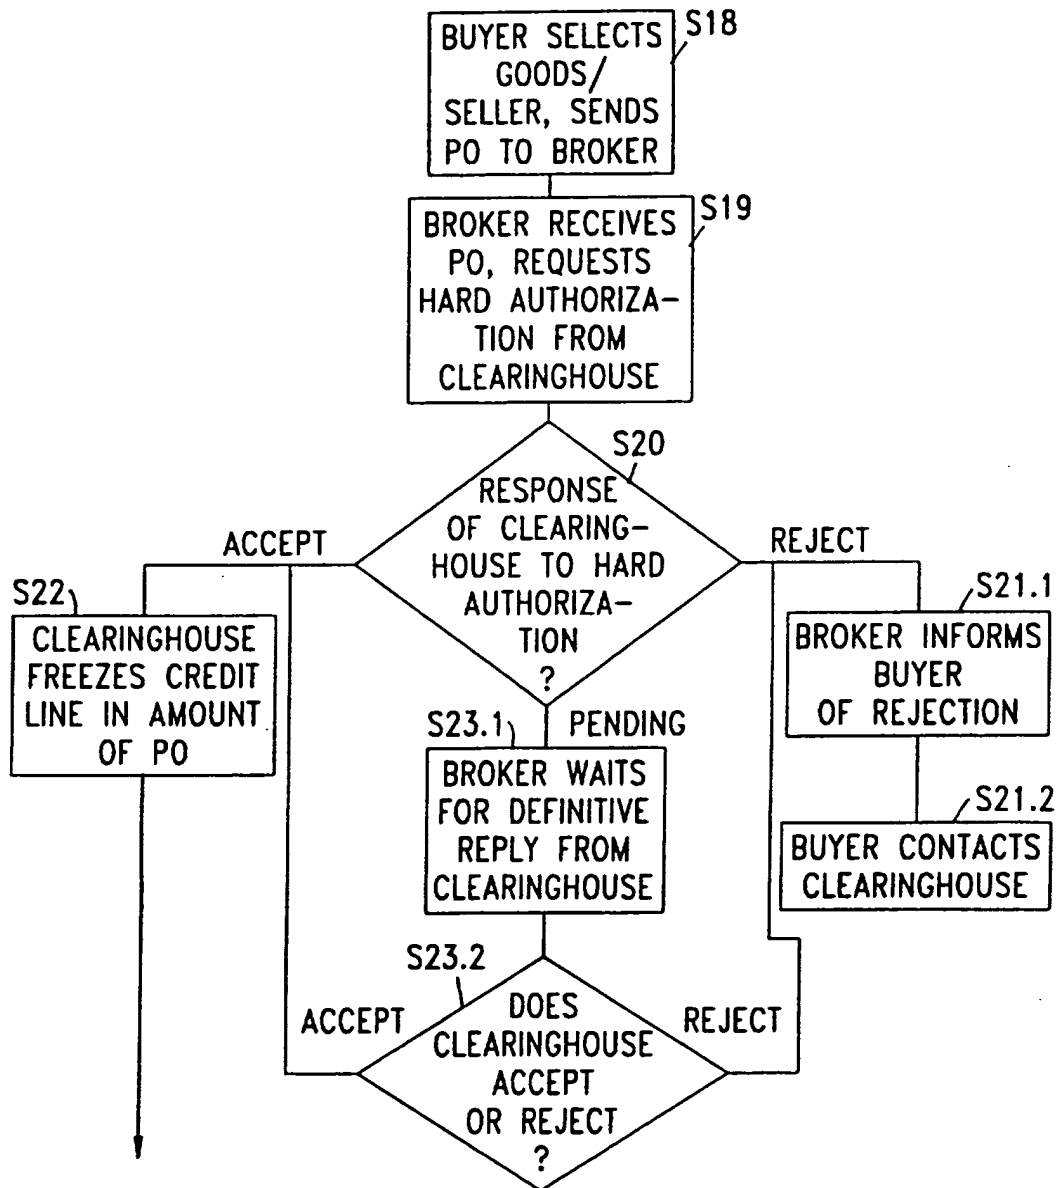 S18
BUYER SELECTS
GOODS/
SELLER, SENDS
PO TO BROKER
S19
BROKER RECEIVES
PO, REQUESTS
HARD AUTHORIZA-
TION FROM
CLEARINGHOUSE
S20
RESPONSE
OF CLEARING-
HOUSE TO HARD
AUTHORIZA-
TION
?
ACCEPT
REJECT
S22
CLEARINGHOUSE
FREEZES CREDIT
LINE IN AMOUNT
OF PO
S21.1
BROKER INFORMS
BUYER
OF REJECTION
S23.1
PENDING
BROKER WAITS
FOR DEFINITIVE
REPLY FROM
CLEARINGHOUSE
S21.2
BUYER CONTACTS
CLEARINGHOUSE
S23.2
ACCEPT
DOES
CLEARINGHOUSE
ACCEPT
OR REJECT
?
REJECT